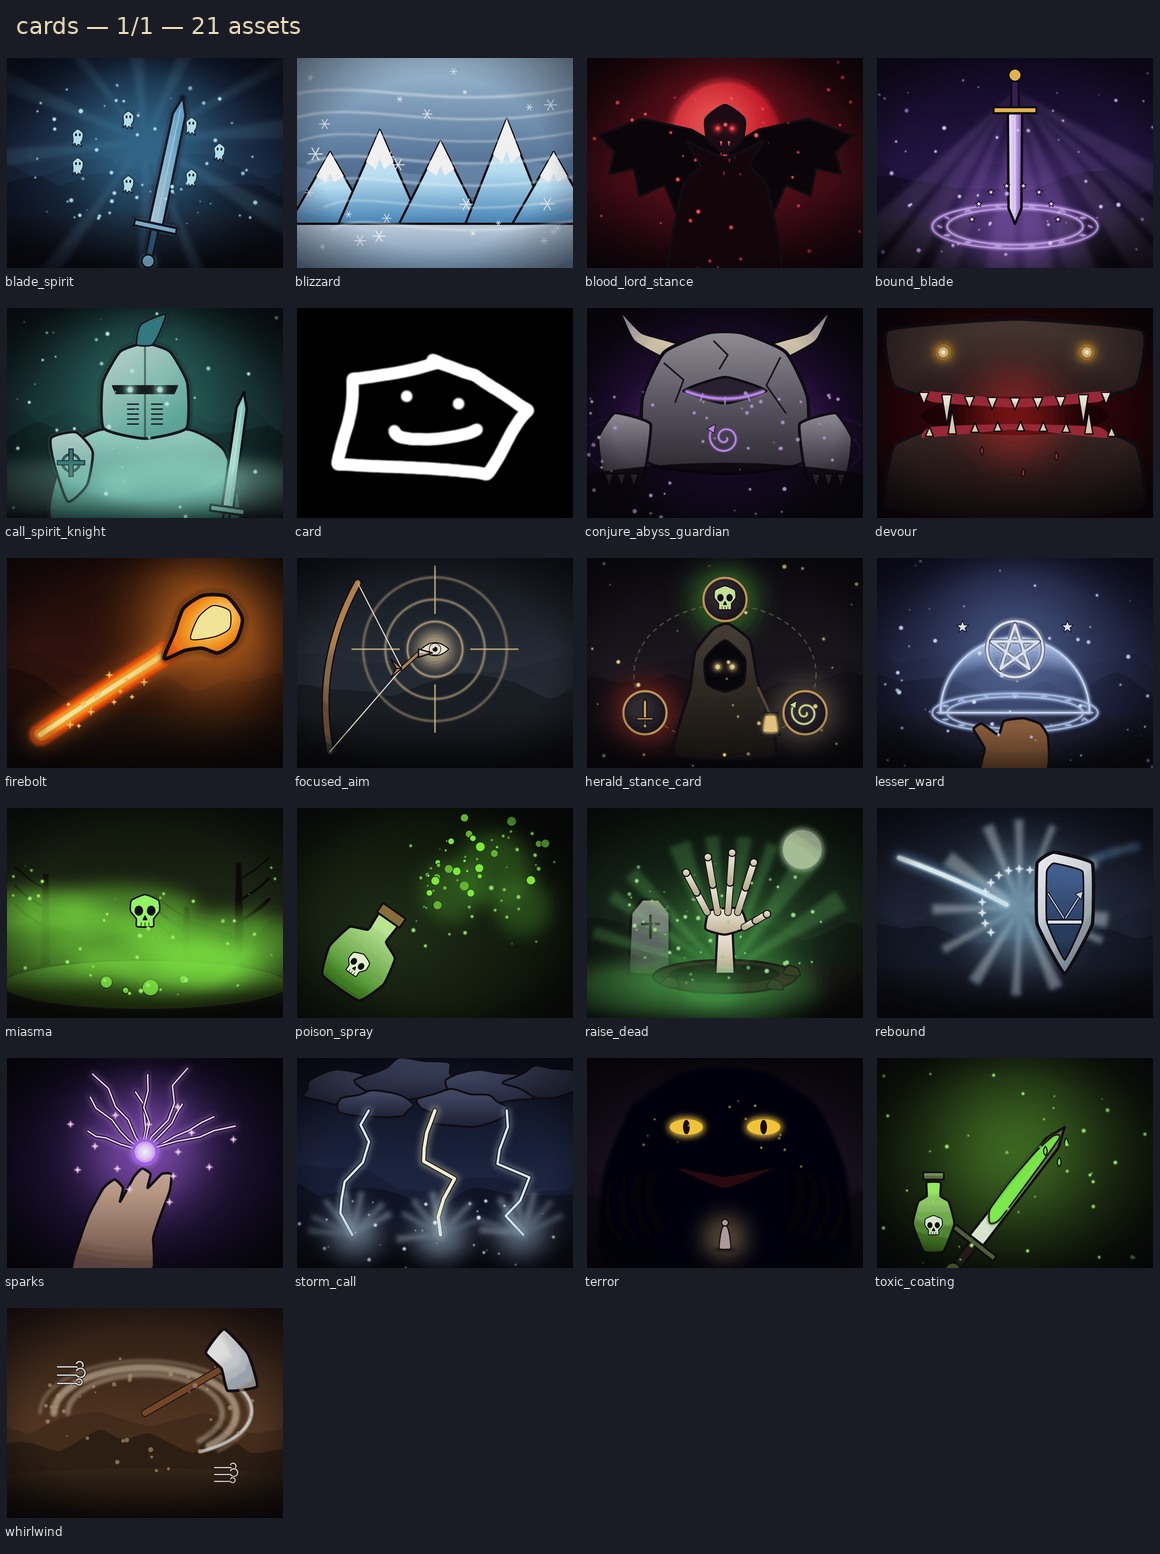 cards — 1/1 — 21 assets
blade_spirit
blizzard
blood_lord_stance
bound_blade
call_spirit_knight
card
conjure_abyss_guardian
devour
firebolt
focused_aim
herald_stance_card
lesser_ward
miasma
poison_spray
raise_dead
rebound
sparks
storm_call
terror
toxic_coating
whirlwind